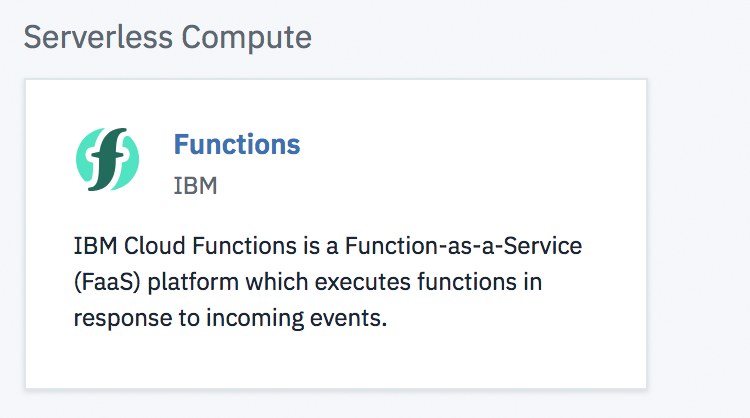 Serverless Compute
Functions
IBM
IBM Cloud Functions is a Function-as-a-Service
(FaaS) platform which executes functions in
response to incoming events.